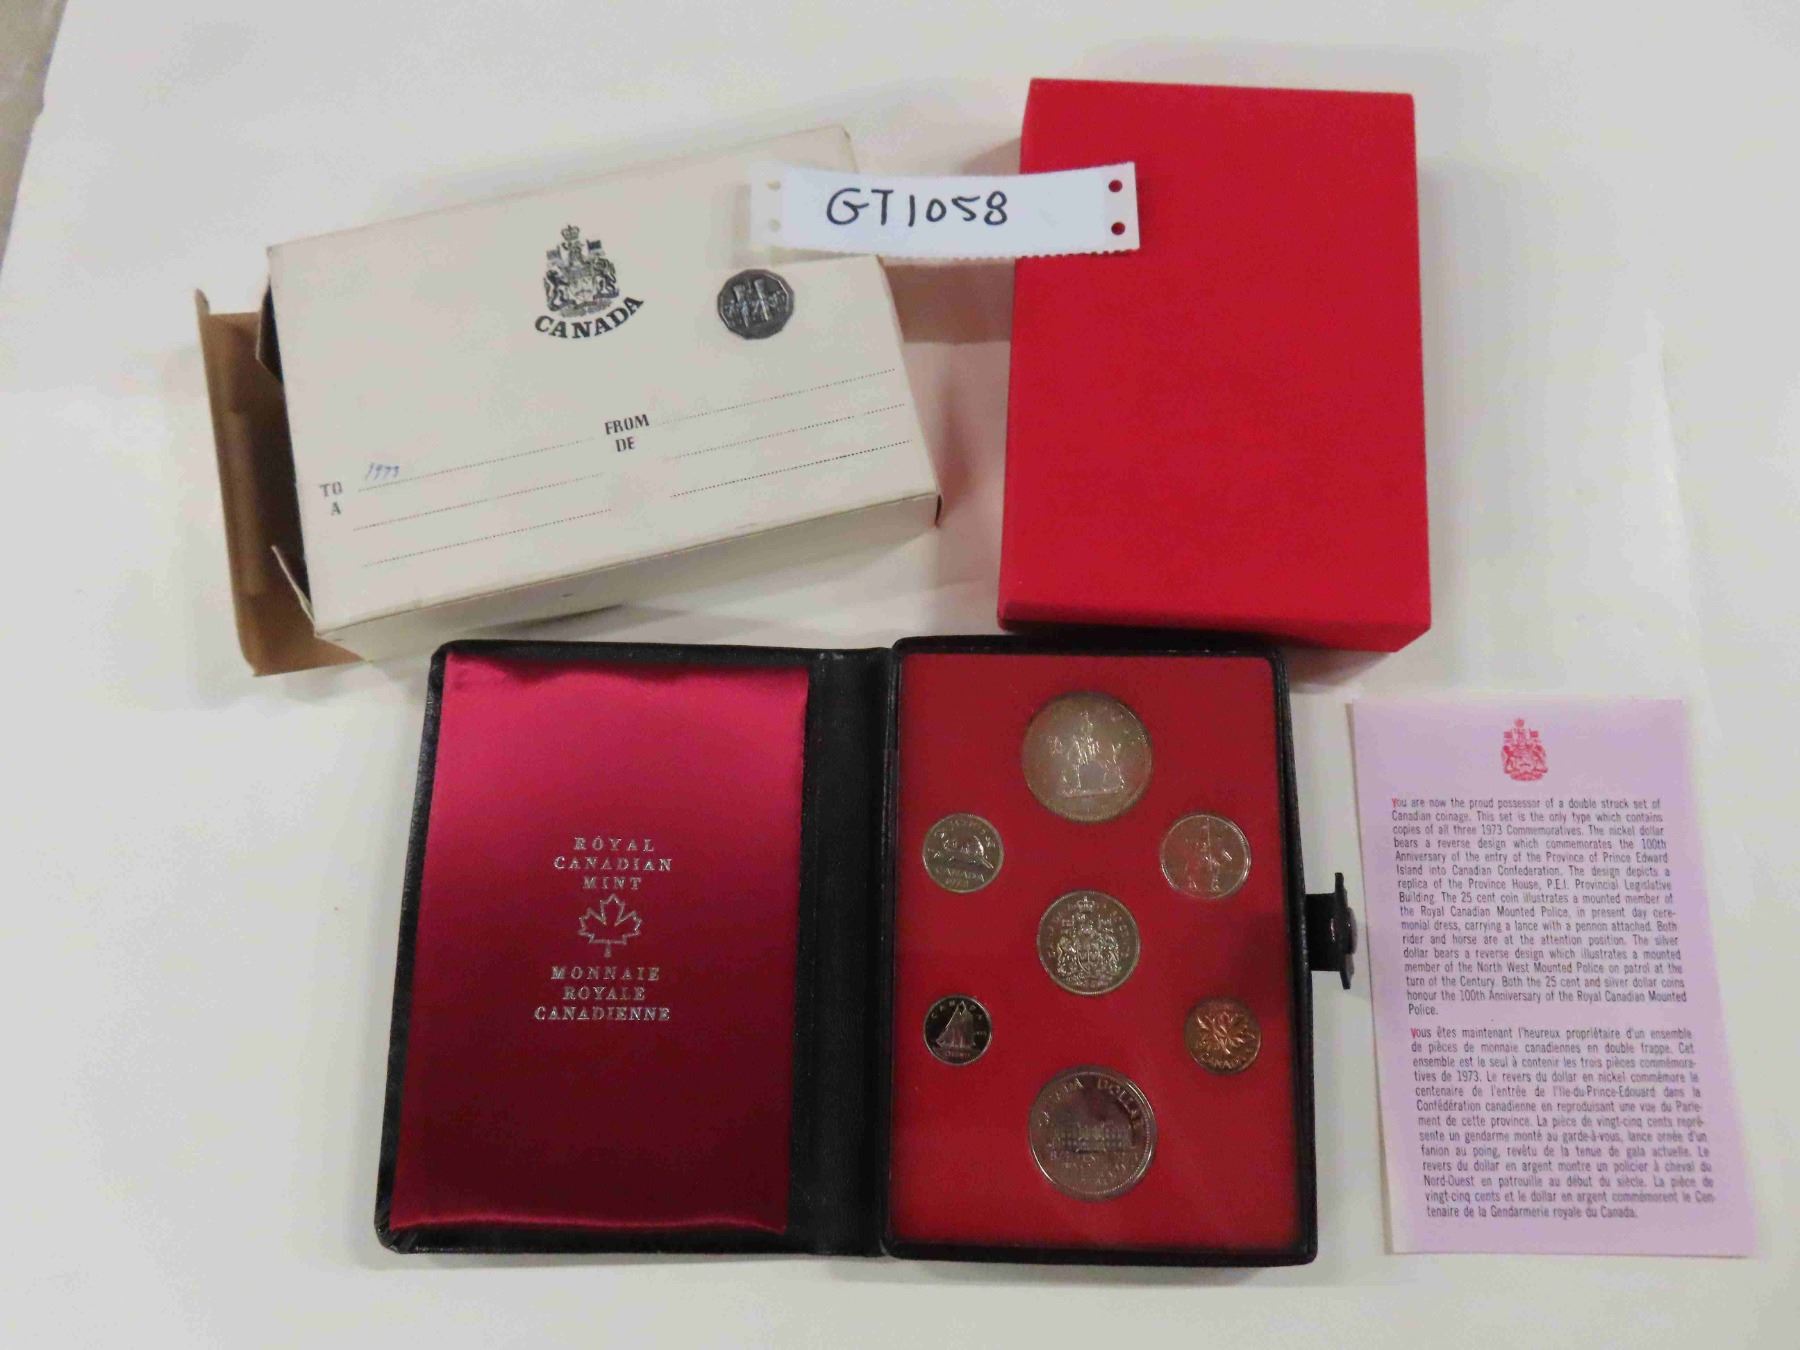 GT1058
CANADA
FROM
DE
1973
TO
A
ROYAL
CANADIAN
MINT
MONNAIE
ROYALE
CANADIENNE
CANADA
1973
CANADA
CANADA
CANADA DOLLAR
You are now the proud possessor of a double struck set of
Canadian coinage. This set is the only type which contains
copies of all three 1973 Commemoratives. The nickel dollar
bears a reverse design which commemorates the 100th
Anniversary of the entry of the Province of Prince Edward
Island into Canadian Confederation. The design depicts a
replica of the Province House, P.E.I. Provincial Legislative
Building. The 25 cent coin illustrates a mounted member of
the Royal Canadian Mounted Police, in present day cere-
monial dress, carrying a lance with a pennon attached. Both
rider and horse are at the attention position. The silver
dollar bears a reverse design which illustrates a mounted
member of the North West Mounted Police on patrol at the
turn of the Century. Both the 25 cent and silver dollar coins
honour the 100th Anniversary of the Royal Canadian Mounted
Police.
Vous êtes maintenant l'heureux propriétaire d'un ensemble
de pièces de monnaie canadiennes en double frappe. Cet
ensemble est le seul à contenir les trois pièces commémora-
tives de 1973. Le revers du dollar en nickel commémore le
centenaire de l'entrée de l'Ile-du-Prince-Edouard dans la
Confédération canadienne en reproduisant une vue du Parle-
ment de cette province. La pièce de vingt-cinq cents repré-
sente un gendarme monté au garde-à-vous, lance ornée d'un
fanion au poing, revêtu de la tenue de gala actuelle. Le
revers du dollar en argent montre un policier à cheval du
Nord-Ouest en patrouille au début du siècle. La pièce de
vingt-cinq cents et le dollar en argent commémorent le Cen-
tenaire de la Gendarmerie royale du Canada.